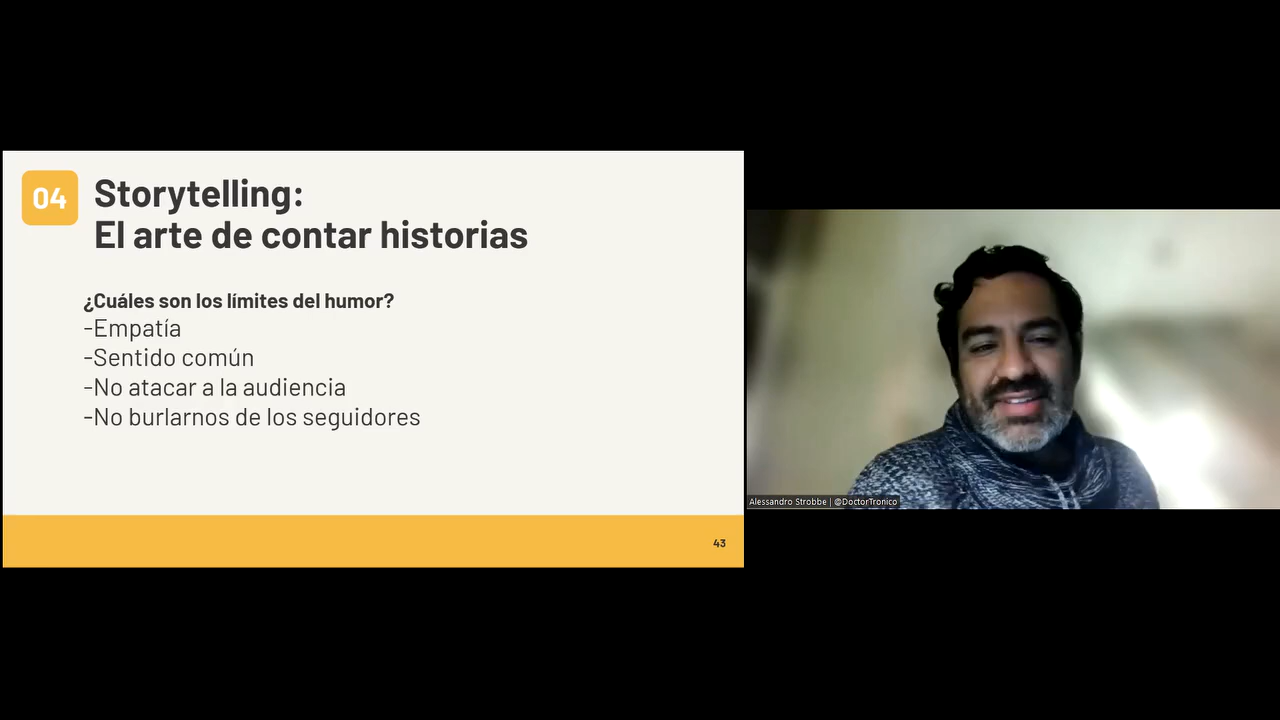 04
Storytelling:
El arte de contar historias
¿Cuáles son los límites del humor?
-Empatía
-Sentido común
-No atacar a la audiencia
-No burlarnos de los seguidores
43
Alessandro Strobbe | @DoctorTronico